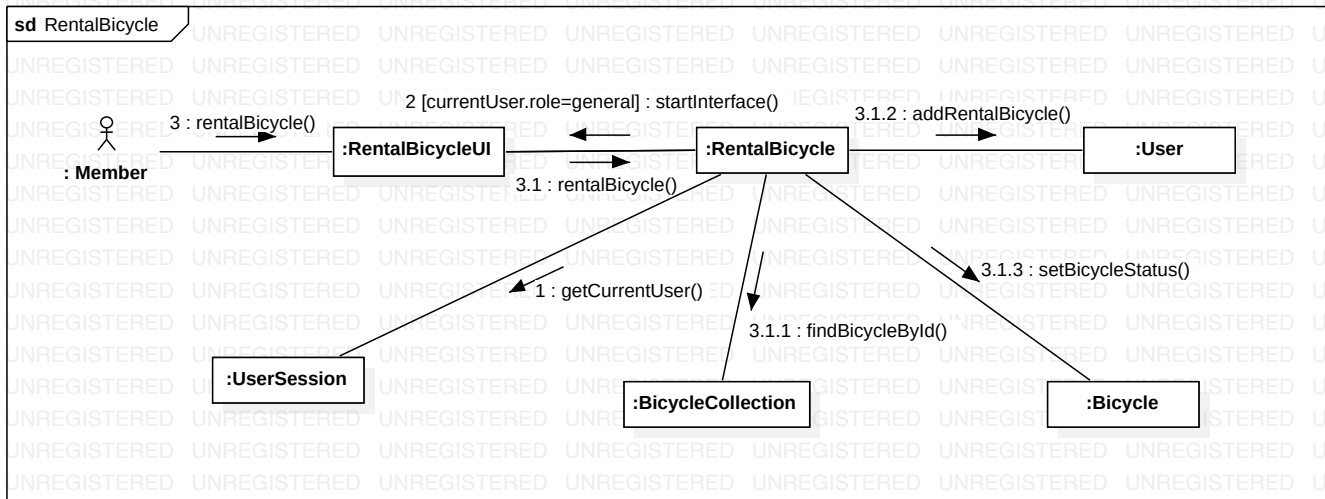 sd RentalBicycle
2 [currentUser.role=general] : startInterface()
3 : rentalBicycle()
3.1.2 : addRentalBicycle()
: Member
:RentalBicycleUI
:RentalBicycle
:User
3.1 : rentalBicycle()
1 : getCurrentUser()
3.1.3 : setBicycleStatus()
3.1.1 : findBicycleById()
:UserSession
:BicycleCollection
:Bicycle
UNREGISTERED